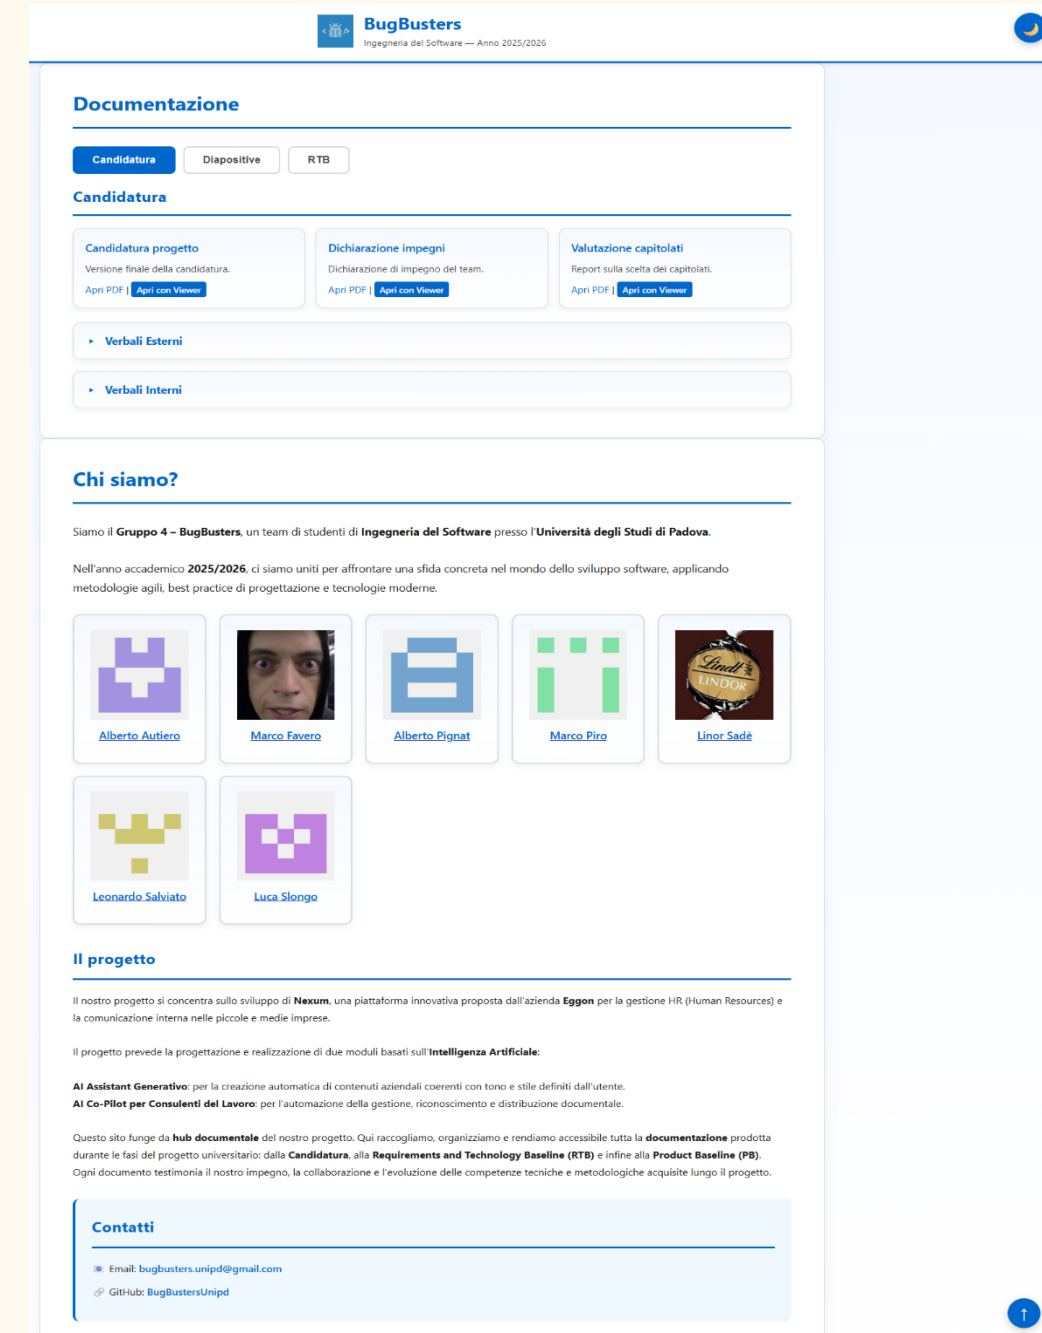 BugBusters
Ingegneria del Software — Anno 2025/2026
Documentazione
Candidatura
Diapositive
RTB
Candidatura
Candidatura progetto
Versione finale della candidatura.
Apri PDF | Apri con Viewer
Dichiarazione impegni
Dichiarazione di impegno del team.
Apri PDF | Apri con Viewer
Valutazione capitolati
Report sulla scelta dei capitolati.
Apri PDF | Apri con Viewer
Verbali Esterni
Verbali Interni
Chi siamo?
Siamo il Gruppo 4 – BugBusters, un team di studenti di Ingegneria del Software presso l'Università degli Studi di Padova.
Nell'anno accademico 2025/2026, ci siamo uniti per affrontare una sfida concreta nel mondo dello sviluppo software, applicando
metodologie agili, best practice di progettazione e tecnologie moderne.
Lindt
LINDOR
Alberto Autiero
Marco Favero
Alberto Pignat
Marco Piro
Linor Sadè
Leonardo Salviato
Luca Slongo
Il progetto
Il nostro progetto si concentra sullo sviluppo di Nexum, una piattaforma innovativa proposta dall'azienda Eggon per la gestione HR (Human Resources) e
la comunicazione interna nelle piccole e medie imprese.
Il progetto prevede la progettazione e realizzazione di due moduli basati sull'Intelligenza Artificiale:
AI Assistant Generativo: per la creazione automatica di contenuti aziendali coerenti con tono e stile definiti dall'utente.
AI Co-Pilot per Consulenti del Lavoro: per l'automazione della gestione, riconoscimento e distribuzione documentale.
Questo sito funge da hub documentale del nostro progetto. Qui raccogliamo, organizziamo e rendiamo accessibile tutta la documentazione prodotta
durante le fasi del progetto universitario: dalla Candidatura, alla Requirements and Technology Baseline (RTB) e infine alla Product Baseline (PB).
Ogni documento testimonia il nostro impegno, la collaborazione e l'evoluzione delle competenze tecniche e metodologiche acquisite lungo il progetto.
Contatti
Email: bugbusters.unipd@gmail.com
GitHub: BugBustersUnipd